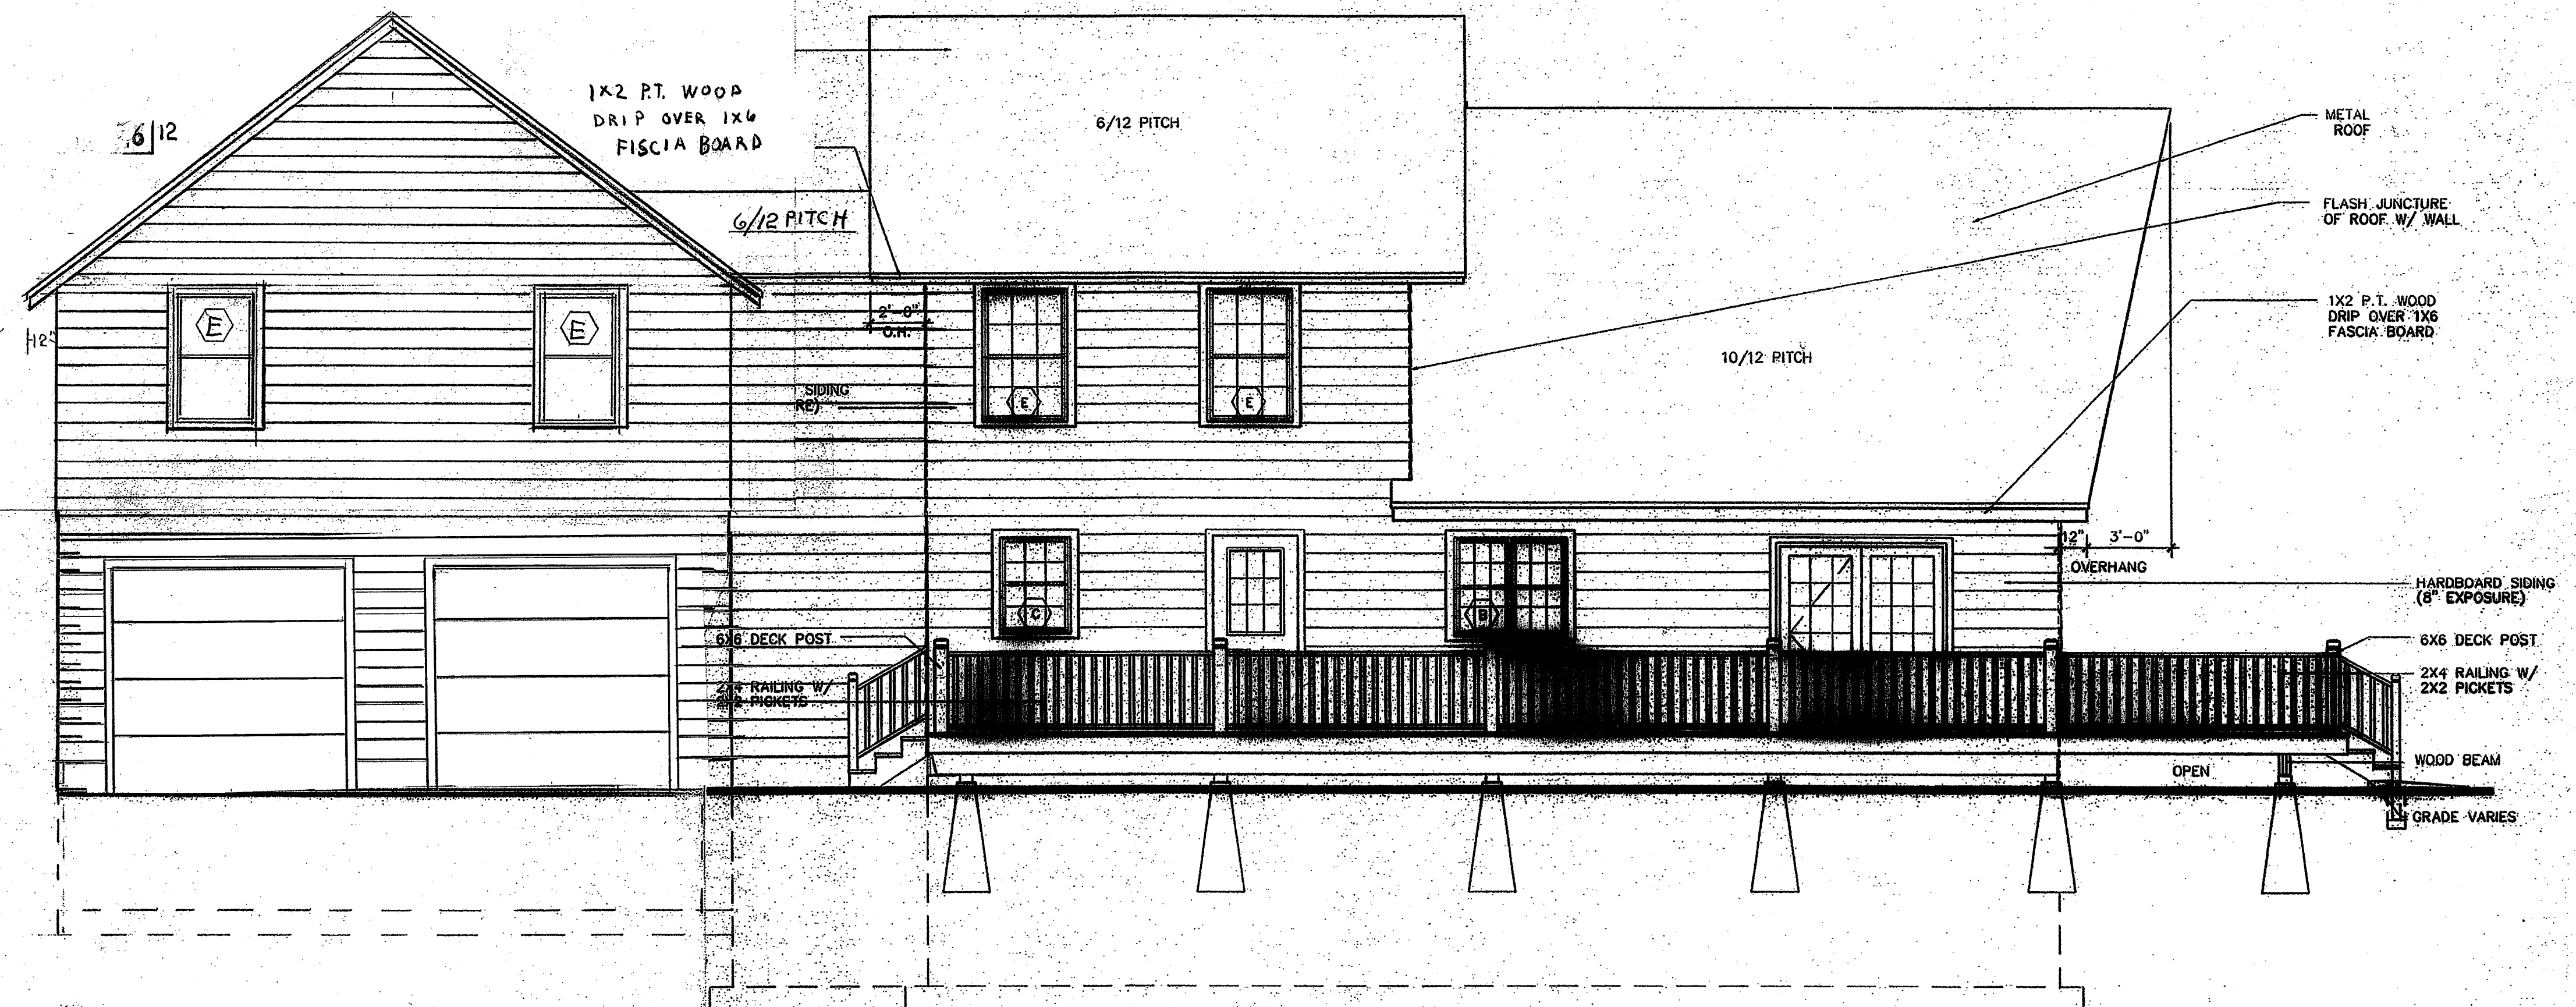 6/12
1X2 P.T. WOOD
DRIP OVER 1X6
FISCIA BOARD
6/12 PITCH
6/12 PITCH
METAL
ROOF
FLASH JUNCTURE
OF ROOF W/ WALL
1X2 P.T. WOOD
DRIP OVER 1X6
FASCIA BOARD
10/12 PITCH
E
E
12"
2'-0"
O.H.
SIDING
RE)
E
E
12"
3'-0"
OVERHANG
HARDBOARD SIDING
(8" EXPOSURE)
C
B
6X6 DECK POST
2X4 RAILING W/
2X2 PICKETS
6X6 DECK POST
2X4 RAILING W/
2X2 PICKETS
WOOD BEAM
OPEN
GRADE VARIES